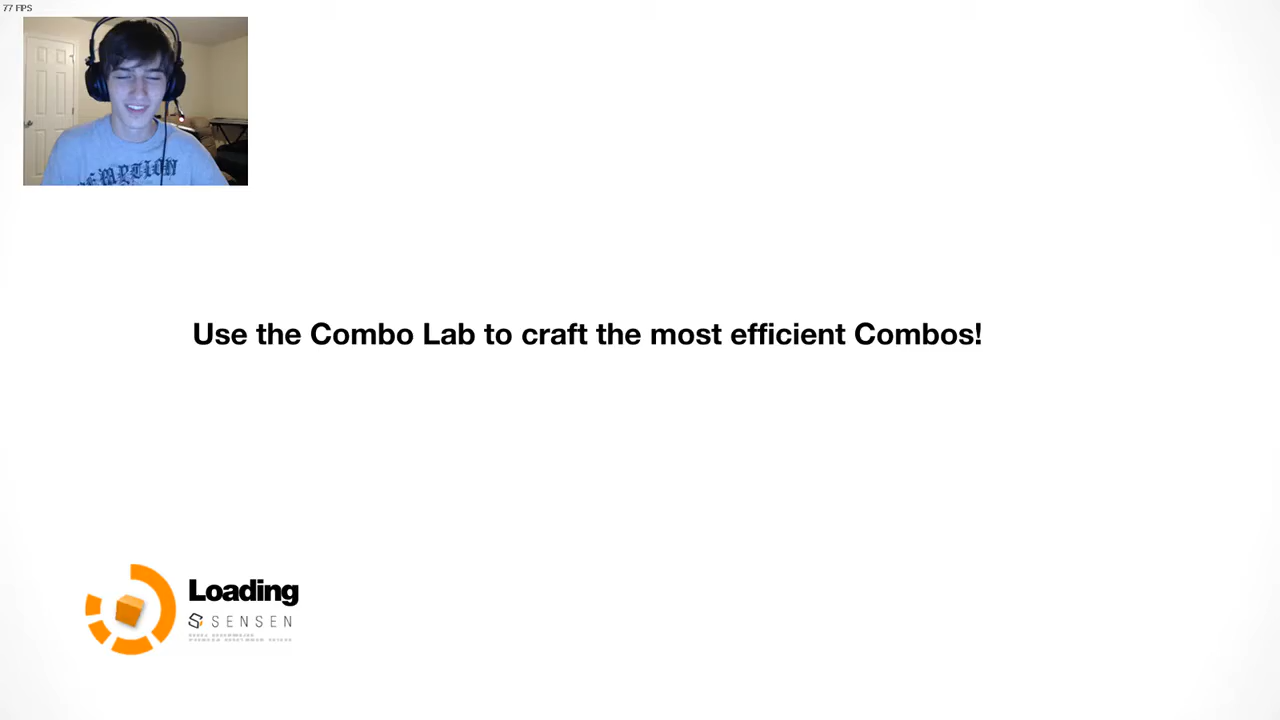 77 FPS
Use the Combo Lab to craft the most efficient Combos!
Loading
SENSEN